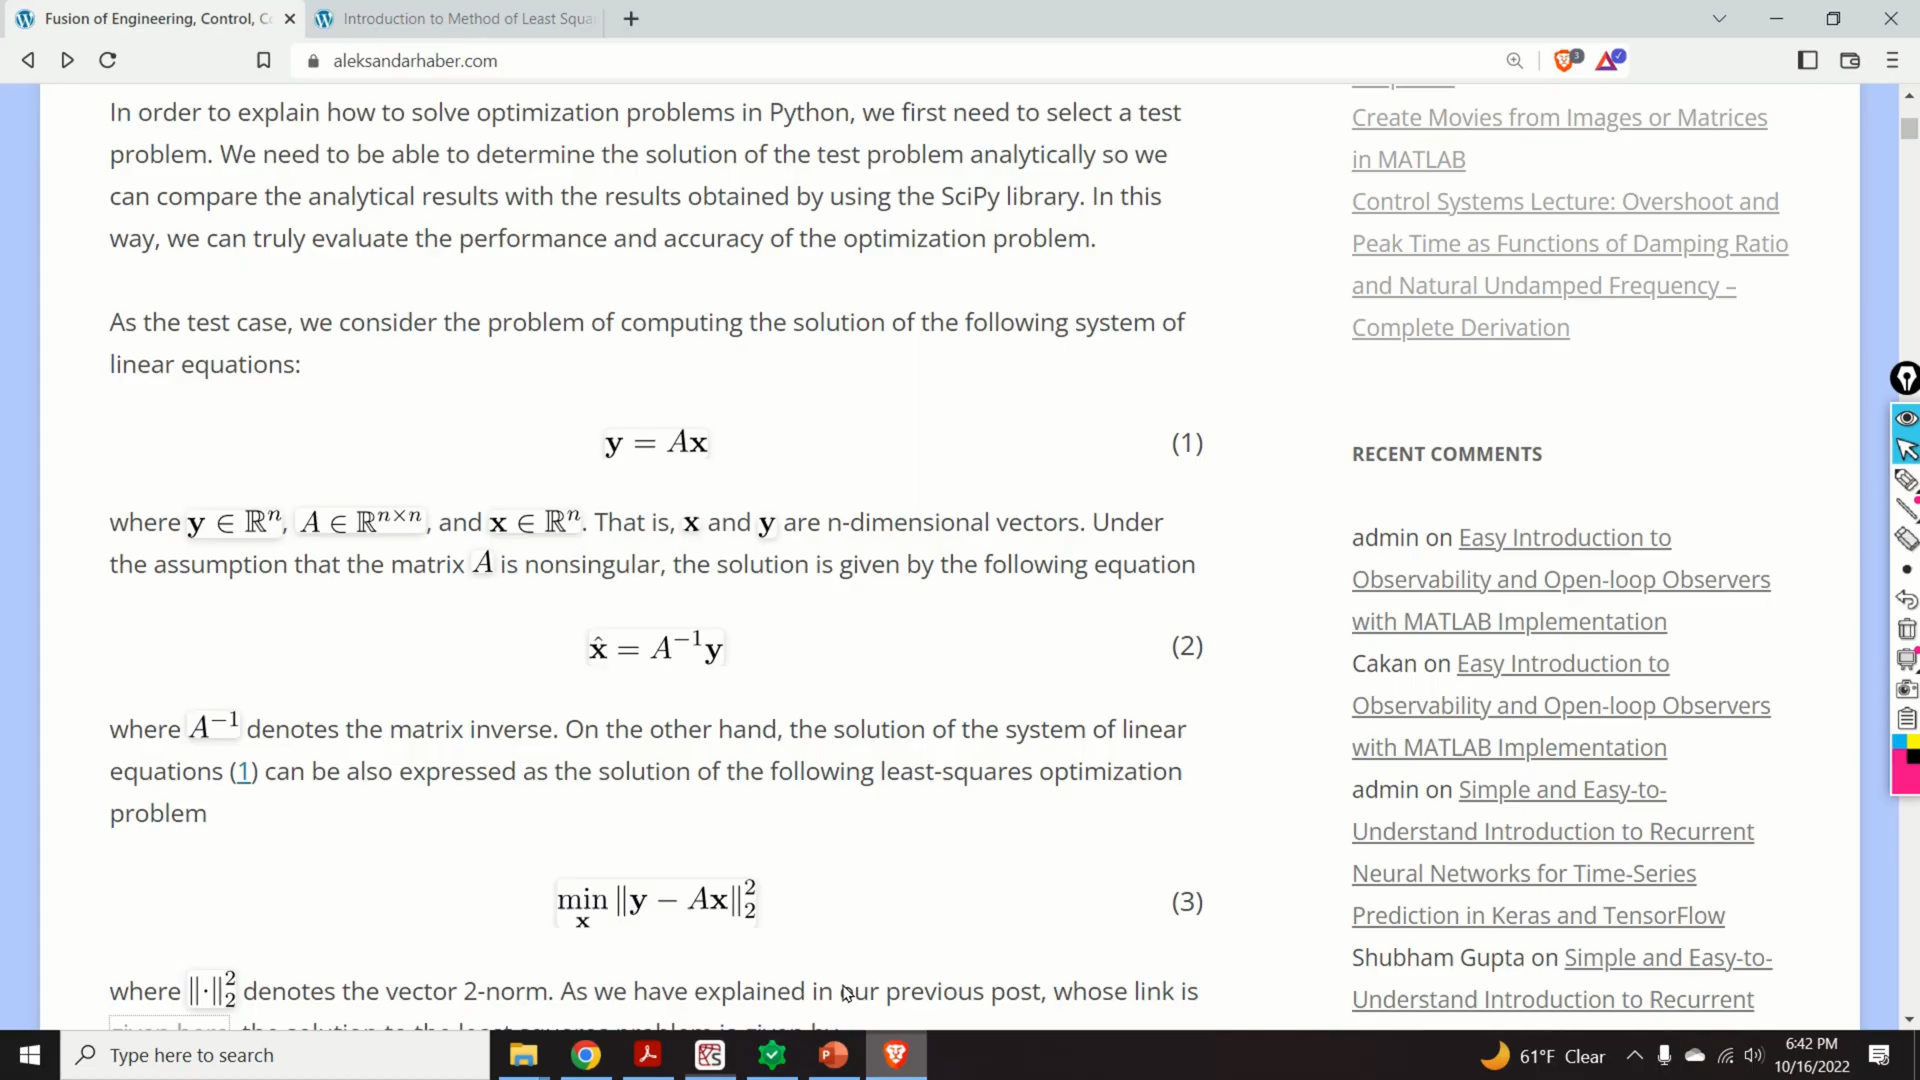 Fusion of Engineering, Control, Co
Introduction to Method of Least Squa
aleksandarhaber.com
3
In order to explain how to solve optimization problems in Python, we first need to select a test
problem. We need to be able to determine the solution of the test problem analytically so we
can compare the analytical results with the results obtained by using the SciPy library. In this
way, we can truly evaluate the performance and accuracy of the optimization problem.
As the test case, we consider the problem of computing the solution of the following system of
linear equations:
y = Ax (1)
where y ∈ ℝⁿ, A ∈ ℝⁿˣⁿ, and x ∈ ℝⁿ. That is, x and y are n-dimensional vectors. Under
the assumption that the matrix A is nonsingular, the solution is given by the following equation
x̂ = A⁻¹y (2)
where A⁻¹ denotes the matrix inverse. On the other hand, the solution of the system of linear
equations (1) can be also expressed as the solution of the following least-squares optimization
problem
min ‖y − Ax‖₂² (3)
x
where ‖·‖₂² denotes the vector 2-norm. As we have explained in our previous post, whose link is
given here, the solution to the least squares problem is given by
Create Movies from Images or Matrices
in MATLAB
Control Systems Lecture: Overshoot and
Peak Time as Functions of Damping Ratio
and Natural Undamped Frequency –
Complete Derivation
RECENT COMMENTS
admin on Easy Introduction to
Observability and Open-loop Observers
with MATLAB Implementation
Cakan on Easy Introduction to
Observability and Open-loop Observers
with MATLAB Implementation
admin on Simple and Easy-to-
Understand Introduction to Recurrent
Neural Networks for Time-Series
Prediction in Keras and TensorFlow
Shubham Gupta on Simple and Easy-to-
Understand Introduction to Recurrent
Type here to search
61°F Clear
6:42 PM
10/16/2022